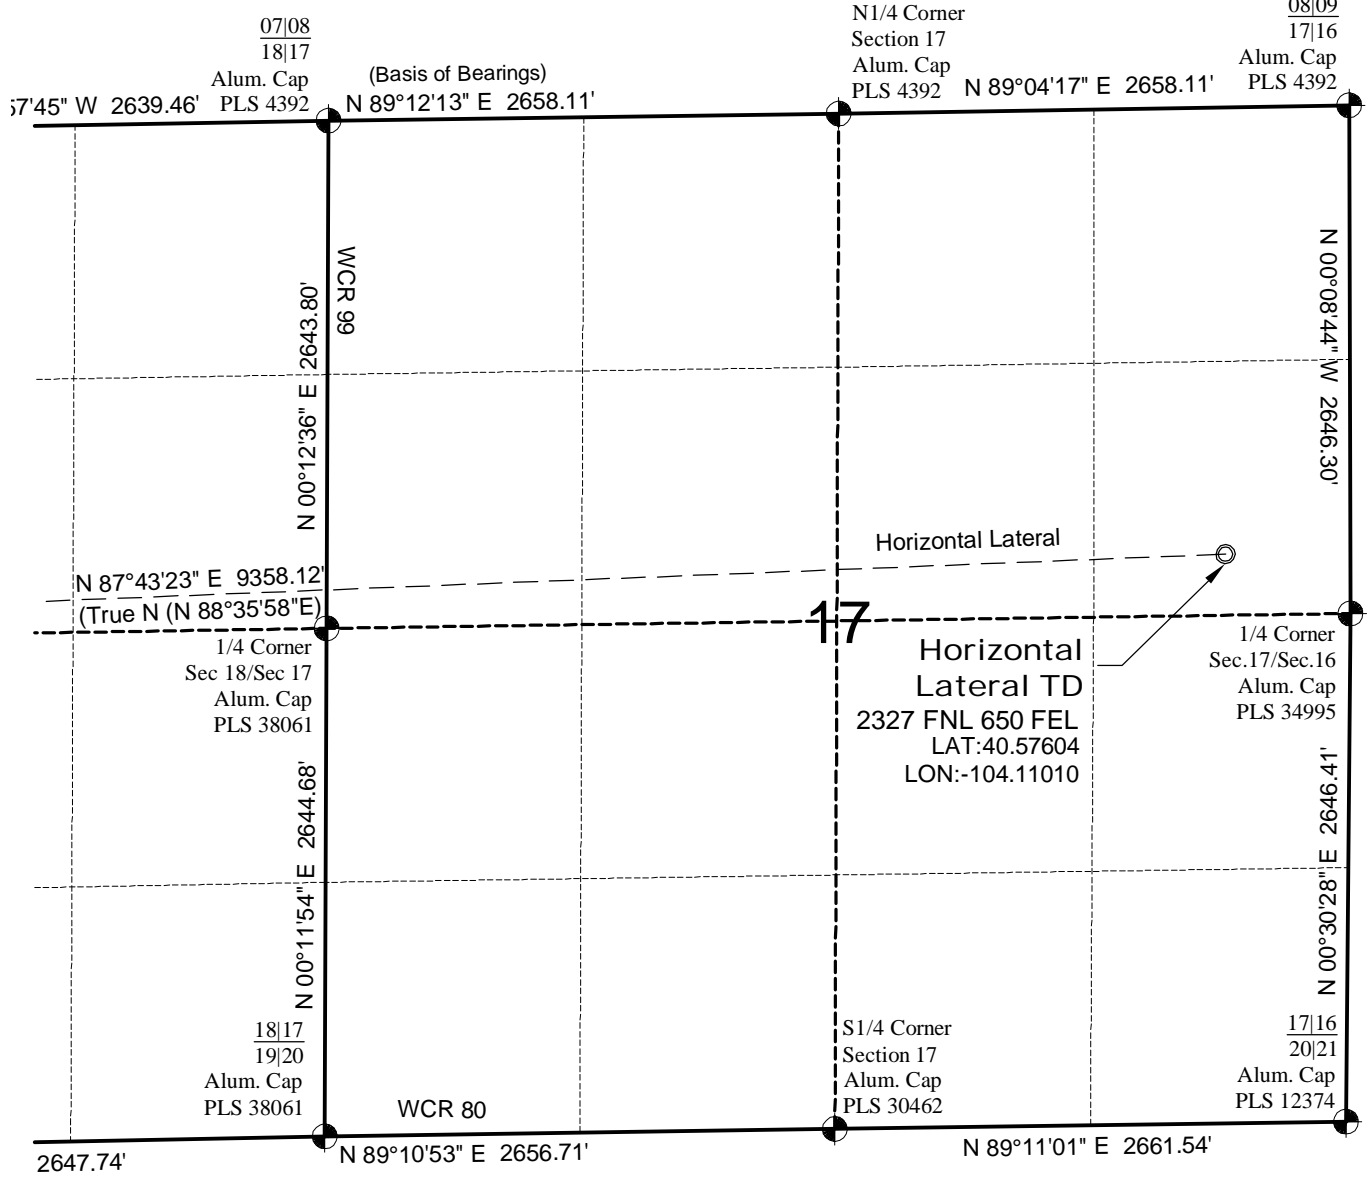 07|08
18|17
Alum. Cap
PLS 4392
(Basis of Bearings)
57'45" W 2639.46'
N 89°12'13" E 2658.11'
N1/4 Corner
Section 17
Alum. Cap
PLS 4392
N 89°04'17" E 2658.11'
08|09
17|16
Alum. Cap
PLS 4392
WCR 99
N 00°12'36" E 2643.80'
N 00°08'44" W 2646.30'
Horizontal Lateral
N 87°43'23" E 9358.12'
(True N (N 88°35'58"E)
17
1/4 Corner
Sec 18/Sec 17
Alum. Cap
PLS 38061
Horizontal
Lateral TD
2327 FNL 650 FEL
LAT:40.57604
LON:-104.11010
1/4 Corner
Sec.17/Sec.16
Alum. Cap
PLS 34995
N 00°11'54" E 2644.68'
N 00°30'28" E 2646.41'
18|17
19|20
Alum. Cap
PLS 38061
WCR 80
S1/4 Corner
Section 17
Alum. Cap
PLS 30462
17|16
20|21
Alum. Cap
PLS 12374
2647.74'
N 89°10'53" E 2656.71'
N 89°11'01" E 2661.54'